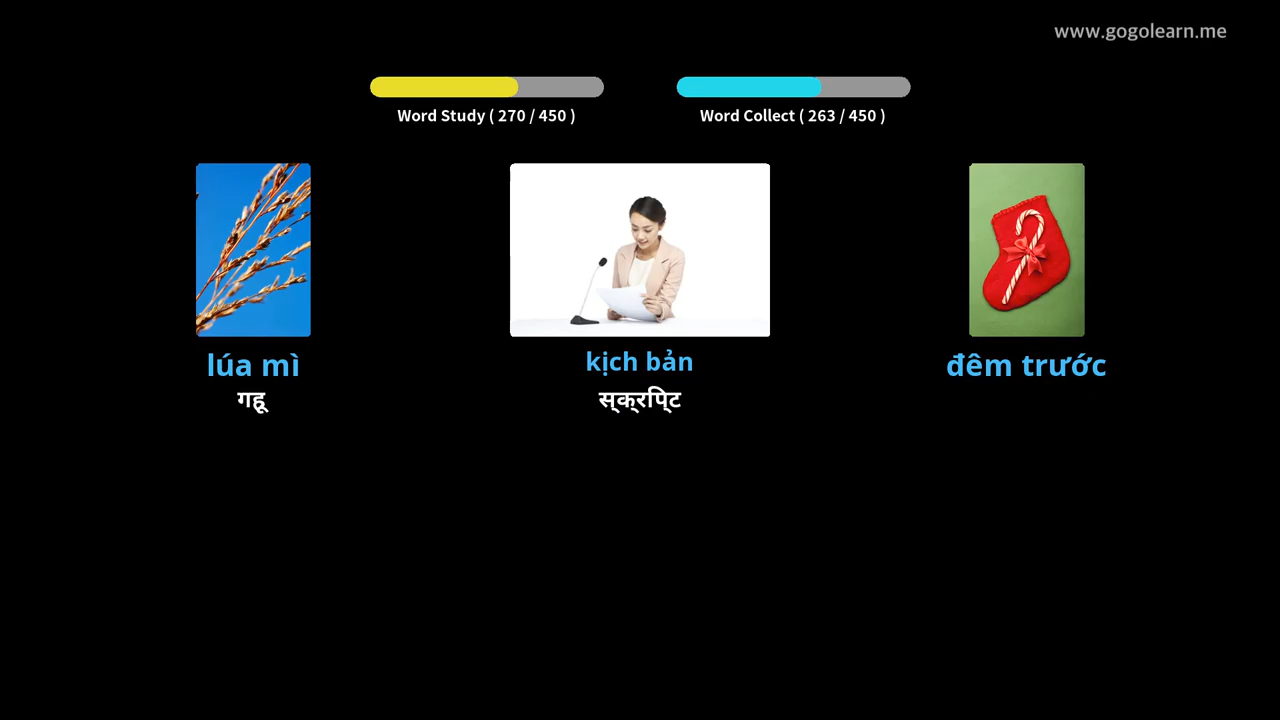 www.gogolearn.me
Word Study ( 270 / 450 )
Word Collect ( 263 / 450 )
lúa mì
kịch bản
đêm trước
गहूू
स्क्रिप्ट